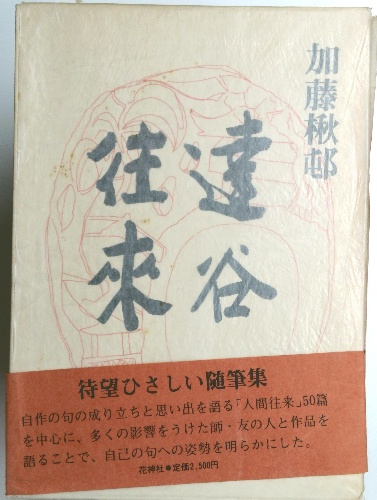 加藤楸邨
達谷
往來
待望ひさしい随筆集
自作の句の成り立ちと思い出を語る「人間往来」50篇
を中心に、多くの影響をうけた師・友の人と作品を
語ることで、自己の句への姿勢を明らかにした。
花神社●定価2,500円